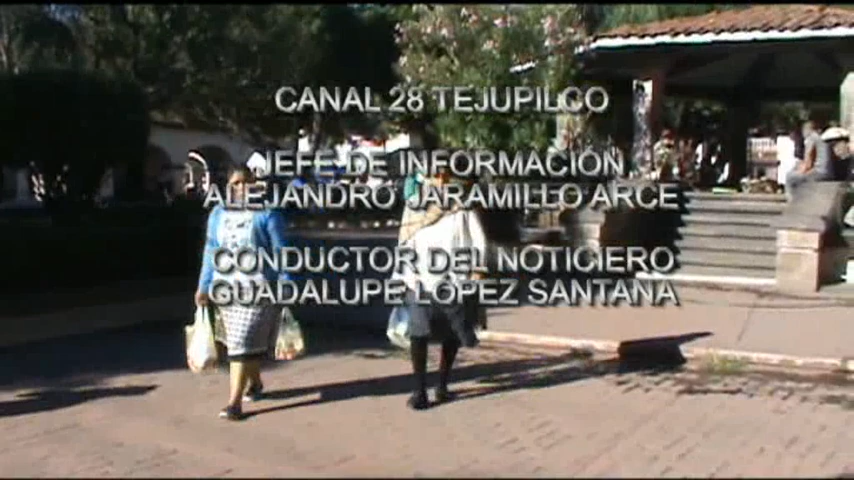 CANAL 28 TEJUPILCO
JEFE DE INFORMACIÓN
ALEJANDRO JARAMILLO ARCE
CONDUCTOR DEL NOTICIERO
GUADALUPE LÓPEZ SANTANA